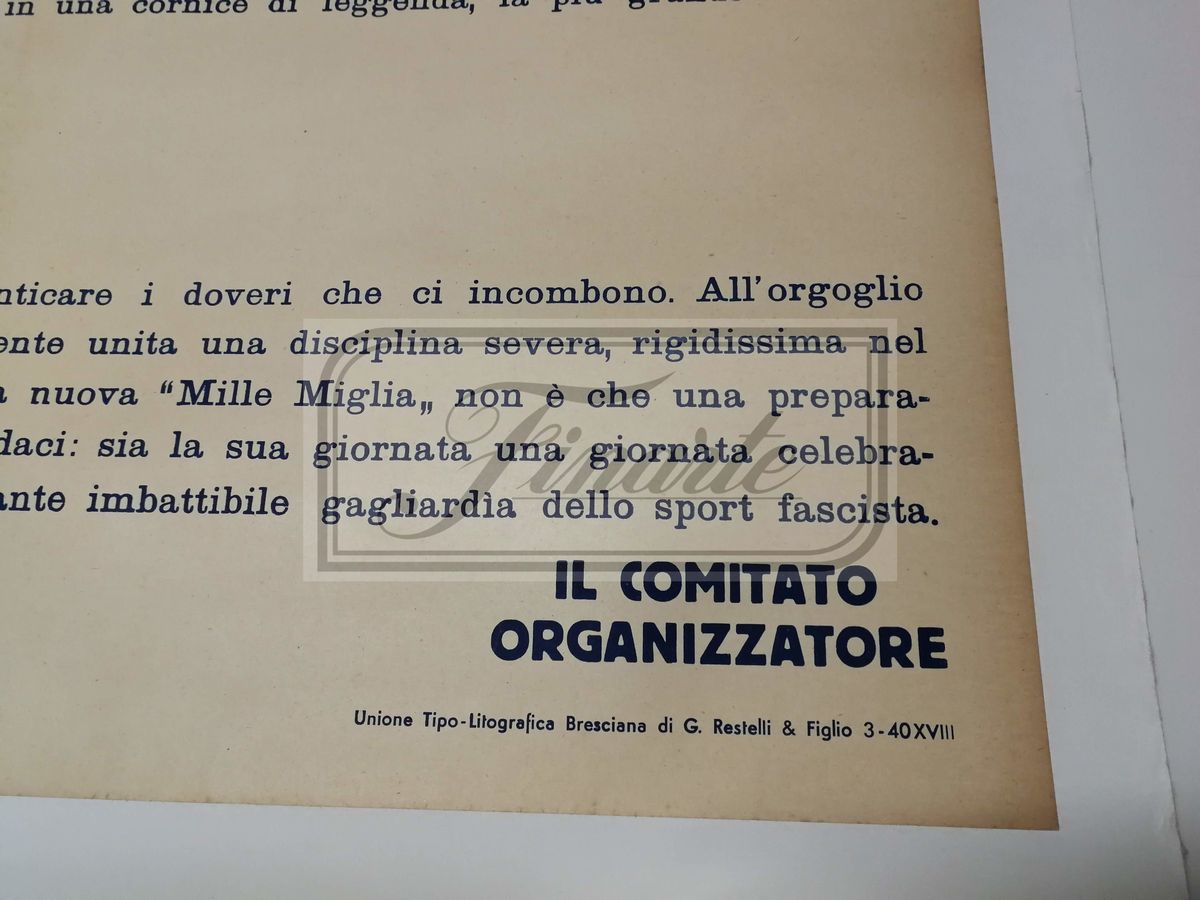 in una cornice di leggenda, la più grande
nticare i doveri che ci incombono. All'orgoglio
ente unita una disciplina severa, rigidissima nel
a nuova "Mille Miglia„ non è che una prepara-
daci: sia la sua giornata una giornata celebra-
ante imbattibile gagliardìa dello sport fascista.
Finarte
IL COMITATO
ORGANIZZATORE
Unione Tipo-Litografica Bresciana di G. Restelli & Figlio 3-40XVIII